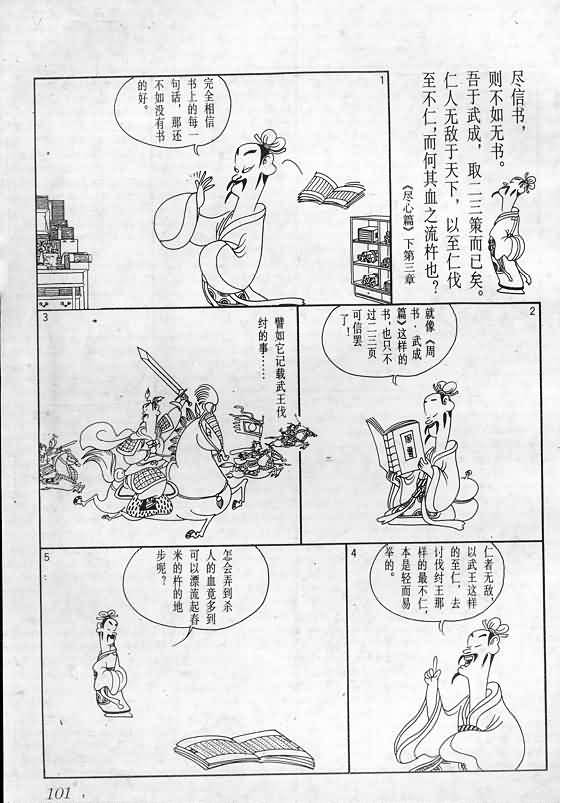 尽信书，
则不如无书。
吾于武成，取二三策而已矣。
仁人无敌于天下，以至仁伐
至不仁，而何其血之流杵也？
《尽心篇》下第三章
1
完全相信
书上的每一
句话，那还
不如没有书
的好。
2
就像《周
书·武成
篇》这样的
书，也只不
过二三页
可信罢
了！
3
譬如它记载武王伐
纣的事……
4
仁者无敌，
以武王这样
的至仁，去
讨伐纣王那
样的最不仁，
本是轻而易
举的。
5
怎会弄到杀
人的血竟多到
可以漂流起舂
米的杵的地
步呢？
101